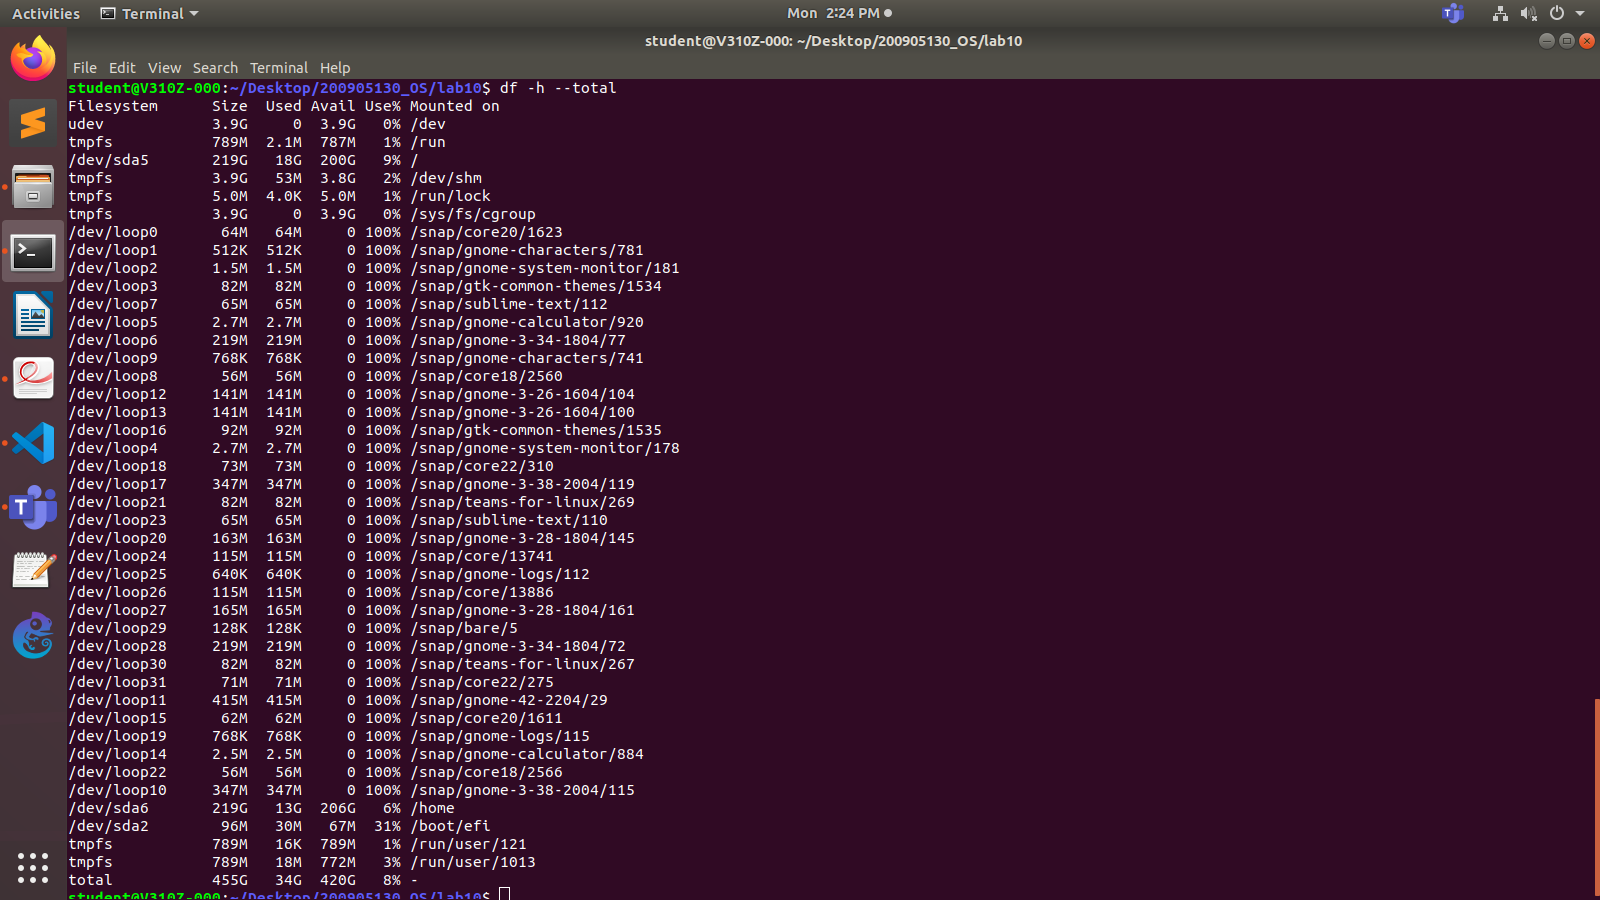 Activities Terminal Mon 2:24 PM
student@V310Z-000: ~/Desktop/200905130_OS/lab10
File Edit View Search Terminal Help
student@V310Z-000:~/Desktop/200905130_OS/lab10$ df -h --total
Filesystem      Size  Used Avail Use% Mounted on
udev            3.9G     0  3.9G   0% /dev
tmpfs           789M  2.1M  787M   1% /run
/dev/sda5       219G   18G  200G   9% /
tmpfs           3.9G   53M  3.8G   2% /dev/shm
tmpfs           5.0M  4.0K  5.0M   1% /run/lock
tmpfs           3.9G     0  3.9G   0% /sys/fs/cgroup
/dev/loop0       64M   64M     0 100% /snap/core20/1623
/dev/loop1      512K  512K     0 100% /snap/gnome-characters/781
/dev/loop2      1.5M  1.5M     0 100% /snap/gnome-system-monitor/181
/dev/loop3       82M   82M     0 100% /snap/gtk-common-themes/1534
/dev/loop7       65M   65M     0 100% /snap/sublime-text/112
/dev/loop5      2.7M  2.7M     0 100% /snap/gnome-calculator/920
/dev/loop6      219M  219M     0 100% /snap/gnome-3-34-1804/77
/dev/loop9      768K  768K     0 100% /snap/gnome-characters/741
/dev/loop8       56M   56M     0 100% /snap/core18/2560
/dev/loop12     141M  141M     0 100% /snap/gnome-3-26-1604/104
/dev/loop13     141M  141M     0 100% /snap/gnome-3-26-1604/100
/dev/loop16      92M   92M     0 100% /snap/gtk-common-themes/1535
/dev/loop4      2.7M  2.7M     0 100% /snap/gnome-system-monitor/178
/dev/loop18      73M   73M     0 100% /snap/core22/310
/dev/loop17     347M  347M     0 100% /snap/gnome-3-38-2004/119
/dev/loop21      82M   82M     0 100% /snap/teams-for-linux/269
/dev/loop23      65M   65M     0 100% /snap/sublime-text/110
/dev/loop20     163M  163M     0 100% /snap/gnome-3-28-1804/145
/dev/loop24     115M  115M     0 100% /snap/core/13741
/dev/loop25     640K  640K     0 100% /snap/gnome-logs/112
/dev/loop26     115M  115M     0 100% /snap/core/13886
/dev/loop27     165M  165M     0 100% /snap/gnome-3-28-1804/161
/dev/loop29     128K  128K     0 100% /snap/bare/5
/dev/loop28     219M  219M     0 100% /snap/gnome-3-34-1804/72
/dev/loop30      82M   82M     0 100% /snap/teams-for-linux/267
/dev/loop31      71M   71M     0 100% /snap/core22/275
/dev/loop11     415M  415M     0 100% /snap/gnome-42-2204/29
/dev/loop15      62M   62M     0 100% /snap/core20/1611
/dev/loop19     768K  768K     0 100% /snap/gnome-logs/115
/dev/loop14     2.5M  2.5M     0 100% /snap/gnome-calculator/884
/dev/loop22      56M   56M     0 100% /snap/core18/2566
/dev/loop10     347M  347M     0 100% /snap/gnome-3-38-2004/115
/dev/sda6       219G   13G  206G   6% /home
/dev/sda2        96M   30M   67M  31% /boot/efi
tmpfs           789M   16K  789M   1% /run/user/121
tmpfs           789M   18M  772M   3% /run/user/1013
total           455G   34G  420G   8% -
student@V310Z-000:~/Desktop/200905130_OS/lab10$